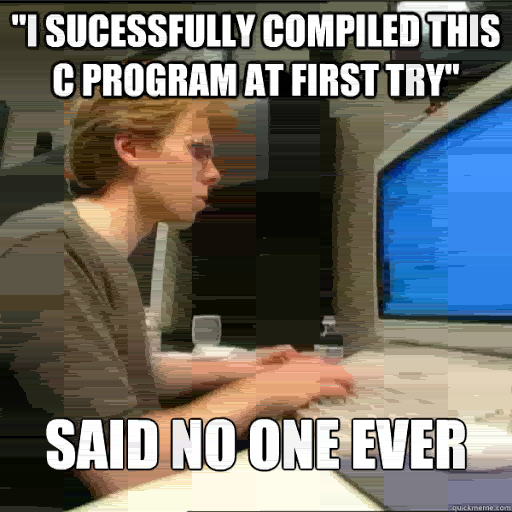 "I SUCESSFULLY COMPILED THIS
C PROGRAM AT FIRST TRY"
SAID NO ONE EVER
quickmeme.com